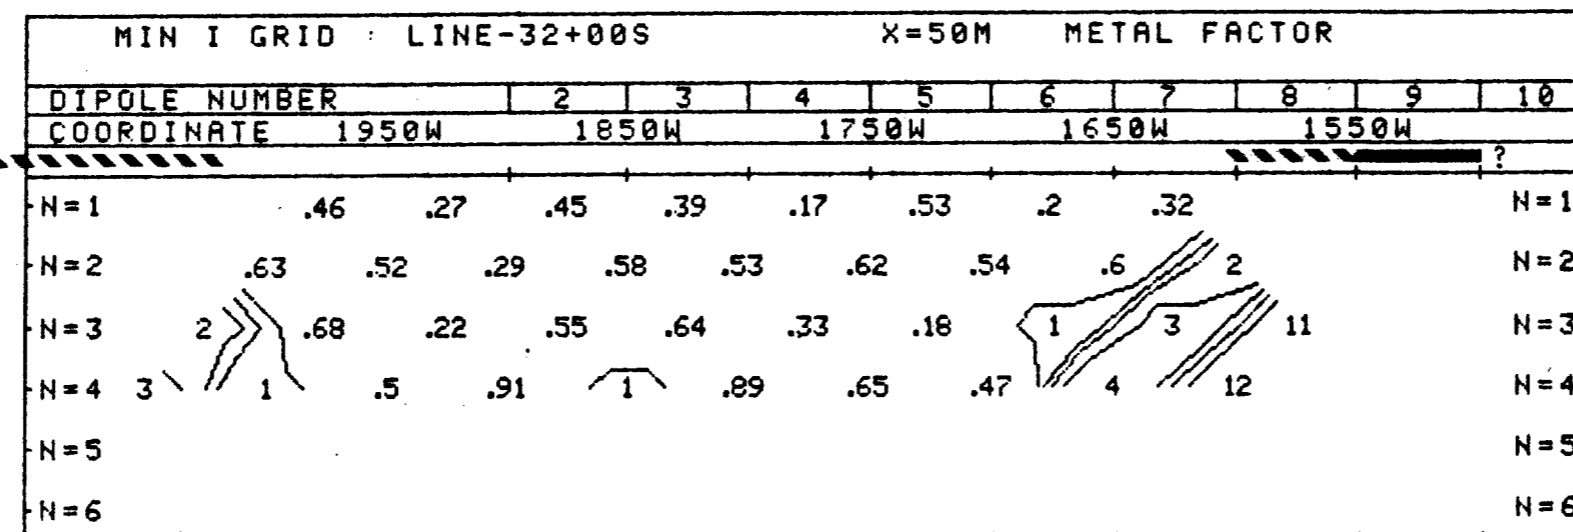 MIN I GRID : LINE-32+00S X=50M METAL FACTOR
DIPOLE NUMBER 2 3 4 5 6 7 8 9 10
COORDINATE 1950W 1850W 1750W 1650W 1550W
?
N=1 .46 .27 .45 .39 .17 .53 .2 .32 N=1
N=2 .63 .52 .29 .58 .53 .62 .54 .6 2 N=2
N=3 2 .68 .22 .55 .64 .33 .18 1 3 11 N=3
N=4 3 1 .5 .91 1 .89 .65 .47 4 12 N=4
N=5 N=5
N=6 N=6